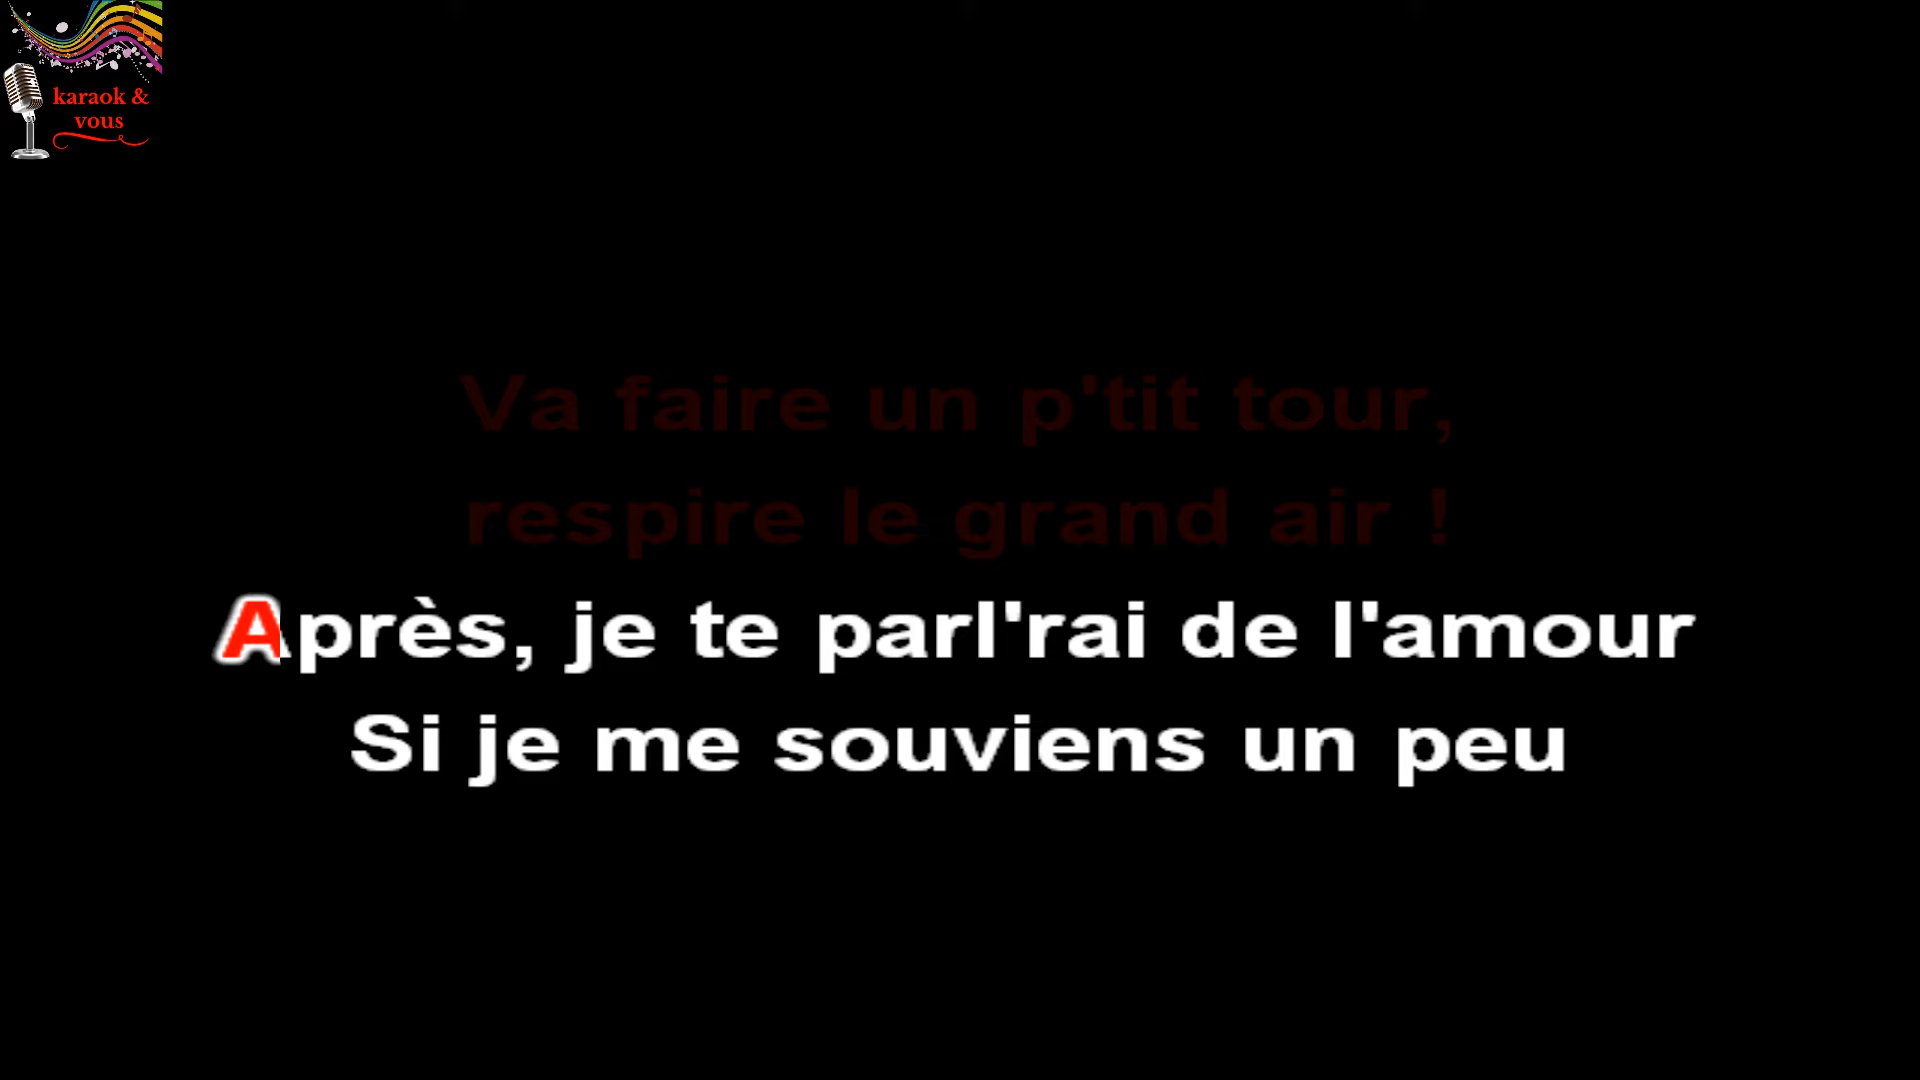 karaok &
vous
Va faire un p'tit tour,
respire le grand air !
Après, je te parl'rai de l'amour
Si je me souviens un peu